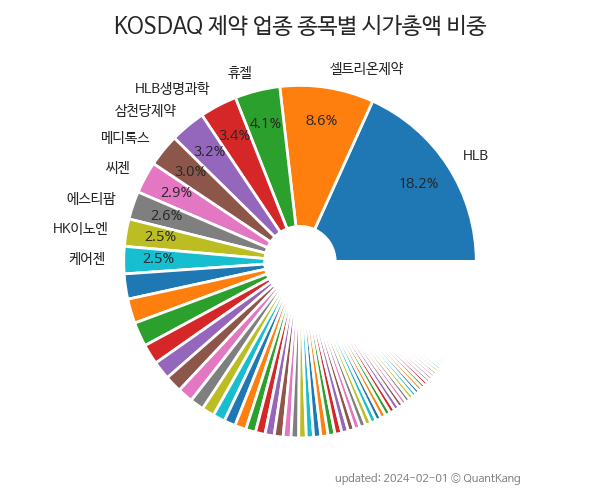 KOSDAQ 제약 업종 종목별 시가총액 비중
HLB
18.2%
셀트리온제약
8.6%
휴젤
4.1%
HLB생명과학
3.4%
삼천당제약
3.2%
메디톡스
3.0%
씨젠
2.9%
에스티팜
2.6%
HK이노엔
2.5%
케어젠
2.5%
updated: 2024-02-01 © QuantKang